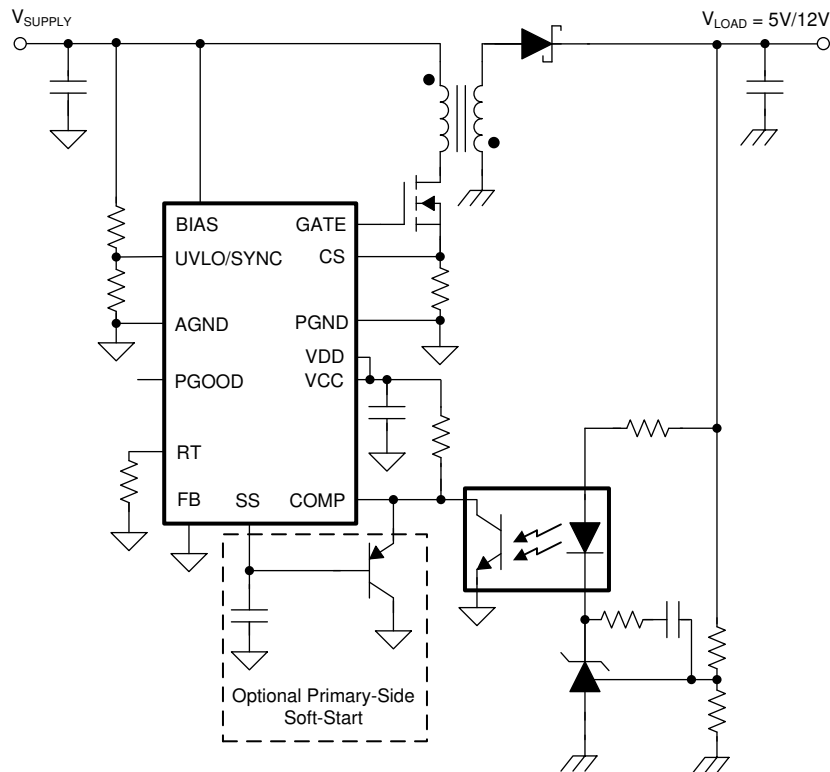 VSUPPLY
VLOAD = 5V/12V
BIAS
GATE
UVLO/SYNC
CS
AGND
PGND
VDD
PGOOD
VCC
RT
FB
SS
COMP
Optional Primary-Side
Soft-Start